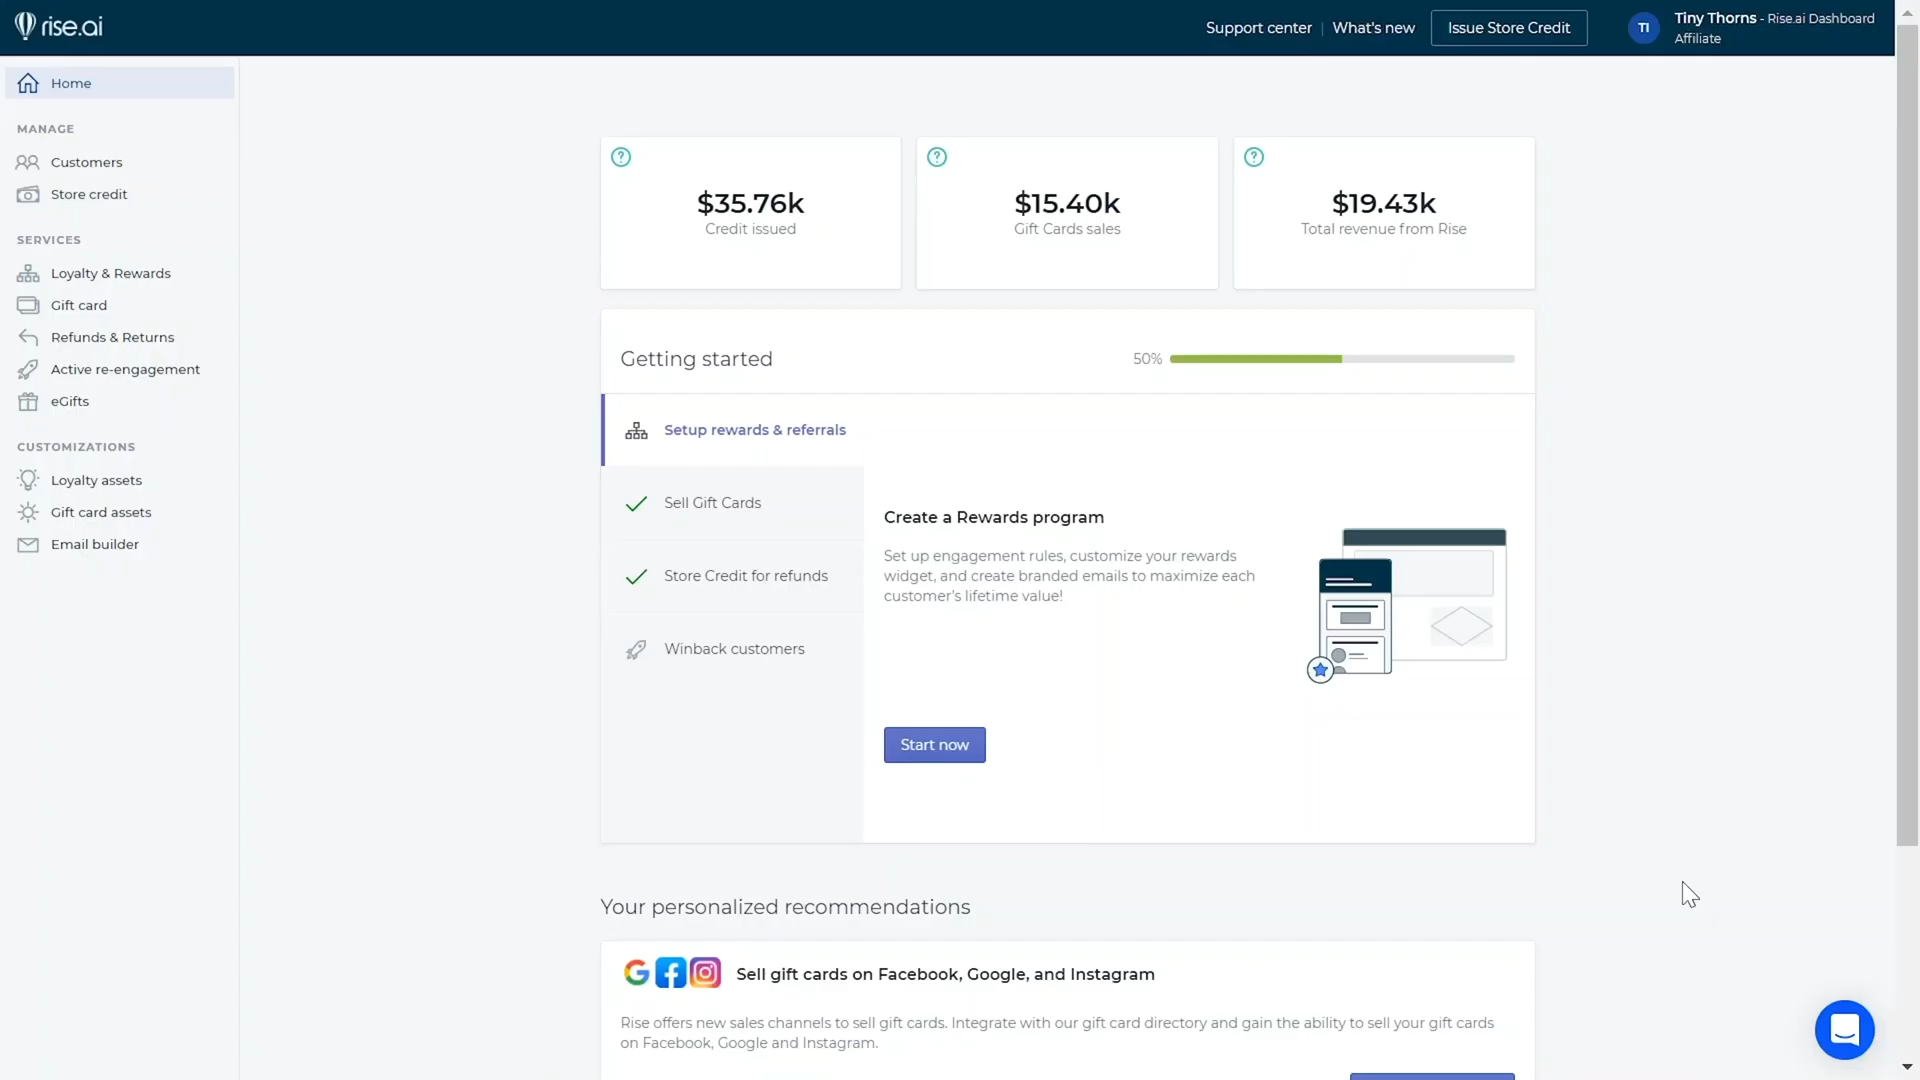 rise.ai
Support center
What's new
Issue Store Credit
TI
Tiny Thorns - Rise.ai Dashboard
Affiliate
Home
MANAGE
Customers
Store credit
SERVICES
Loyalty & Rewards
Gift card
Refunds & Returns
Active re-engagement
eGifts
CUSTOMIZATIONS
Loyalty assets
Gift card assets
Email builder
?
$35.76k
Credit issued
?
$15.40k
Gift Cards sales
?
$19.43k
Total revenue from Rise
Getting started
50%
Setup rewards & referrals
Sell Gift Cards
Store Credit for refunds
Winback customers
Create a Rewards program
Set up engagement rules, customize your rewards
widget, and create branded emails to maximize each
customer's lifetime value!
Start now
Your personalized recommendations
Sell gift cards on Facebook, Google, and Instagram
Rise offers new sales channels to sell gift cards. Integrate with our gift card directory and gain the ability to sell your gift cards
on Facebook, Google and Instagram.